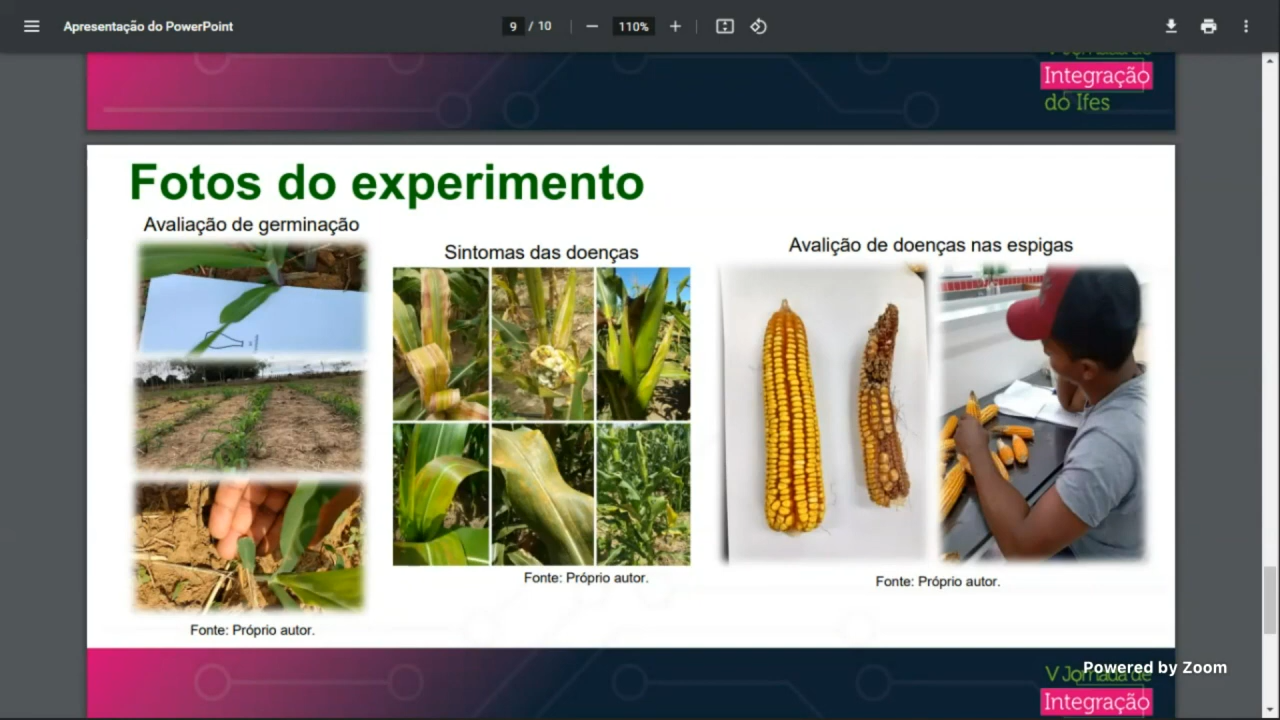 Apresentação do PowerPoint
9 / 10
110%
V Jornada do
Integração
do Ifes
Fotos do experimento
Avaliação de germinação
Sintomas das doenças
Avalição de doenças nas espigas
Fonte: Próprio autor.
Fonte: Próprio autor.
Fonte: Próprio autor.
Powered by Zoom
V Jornada de
Integração